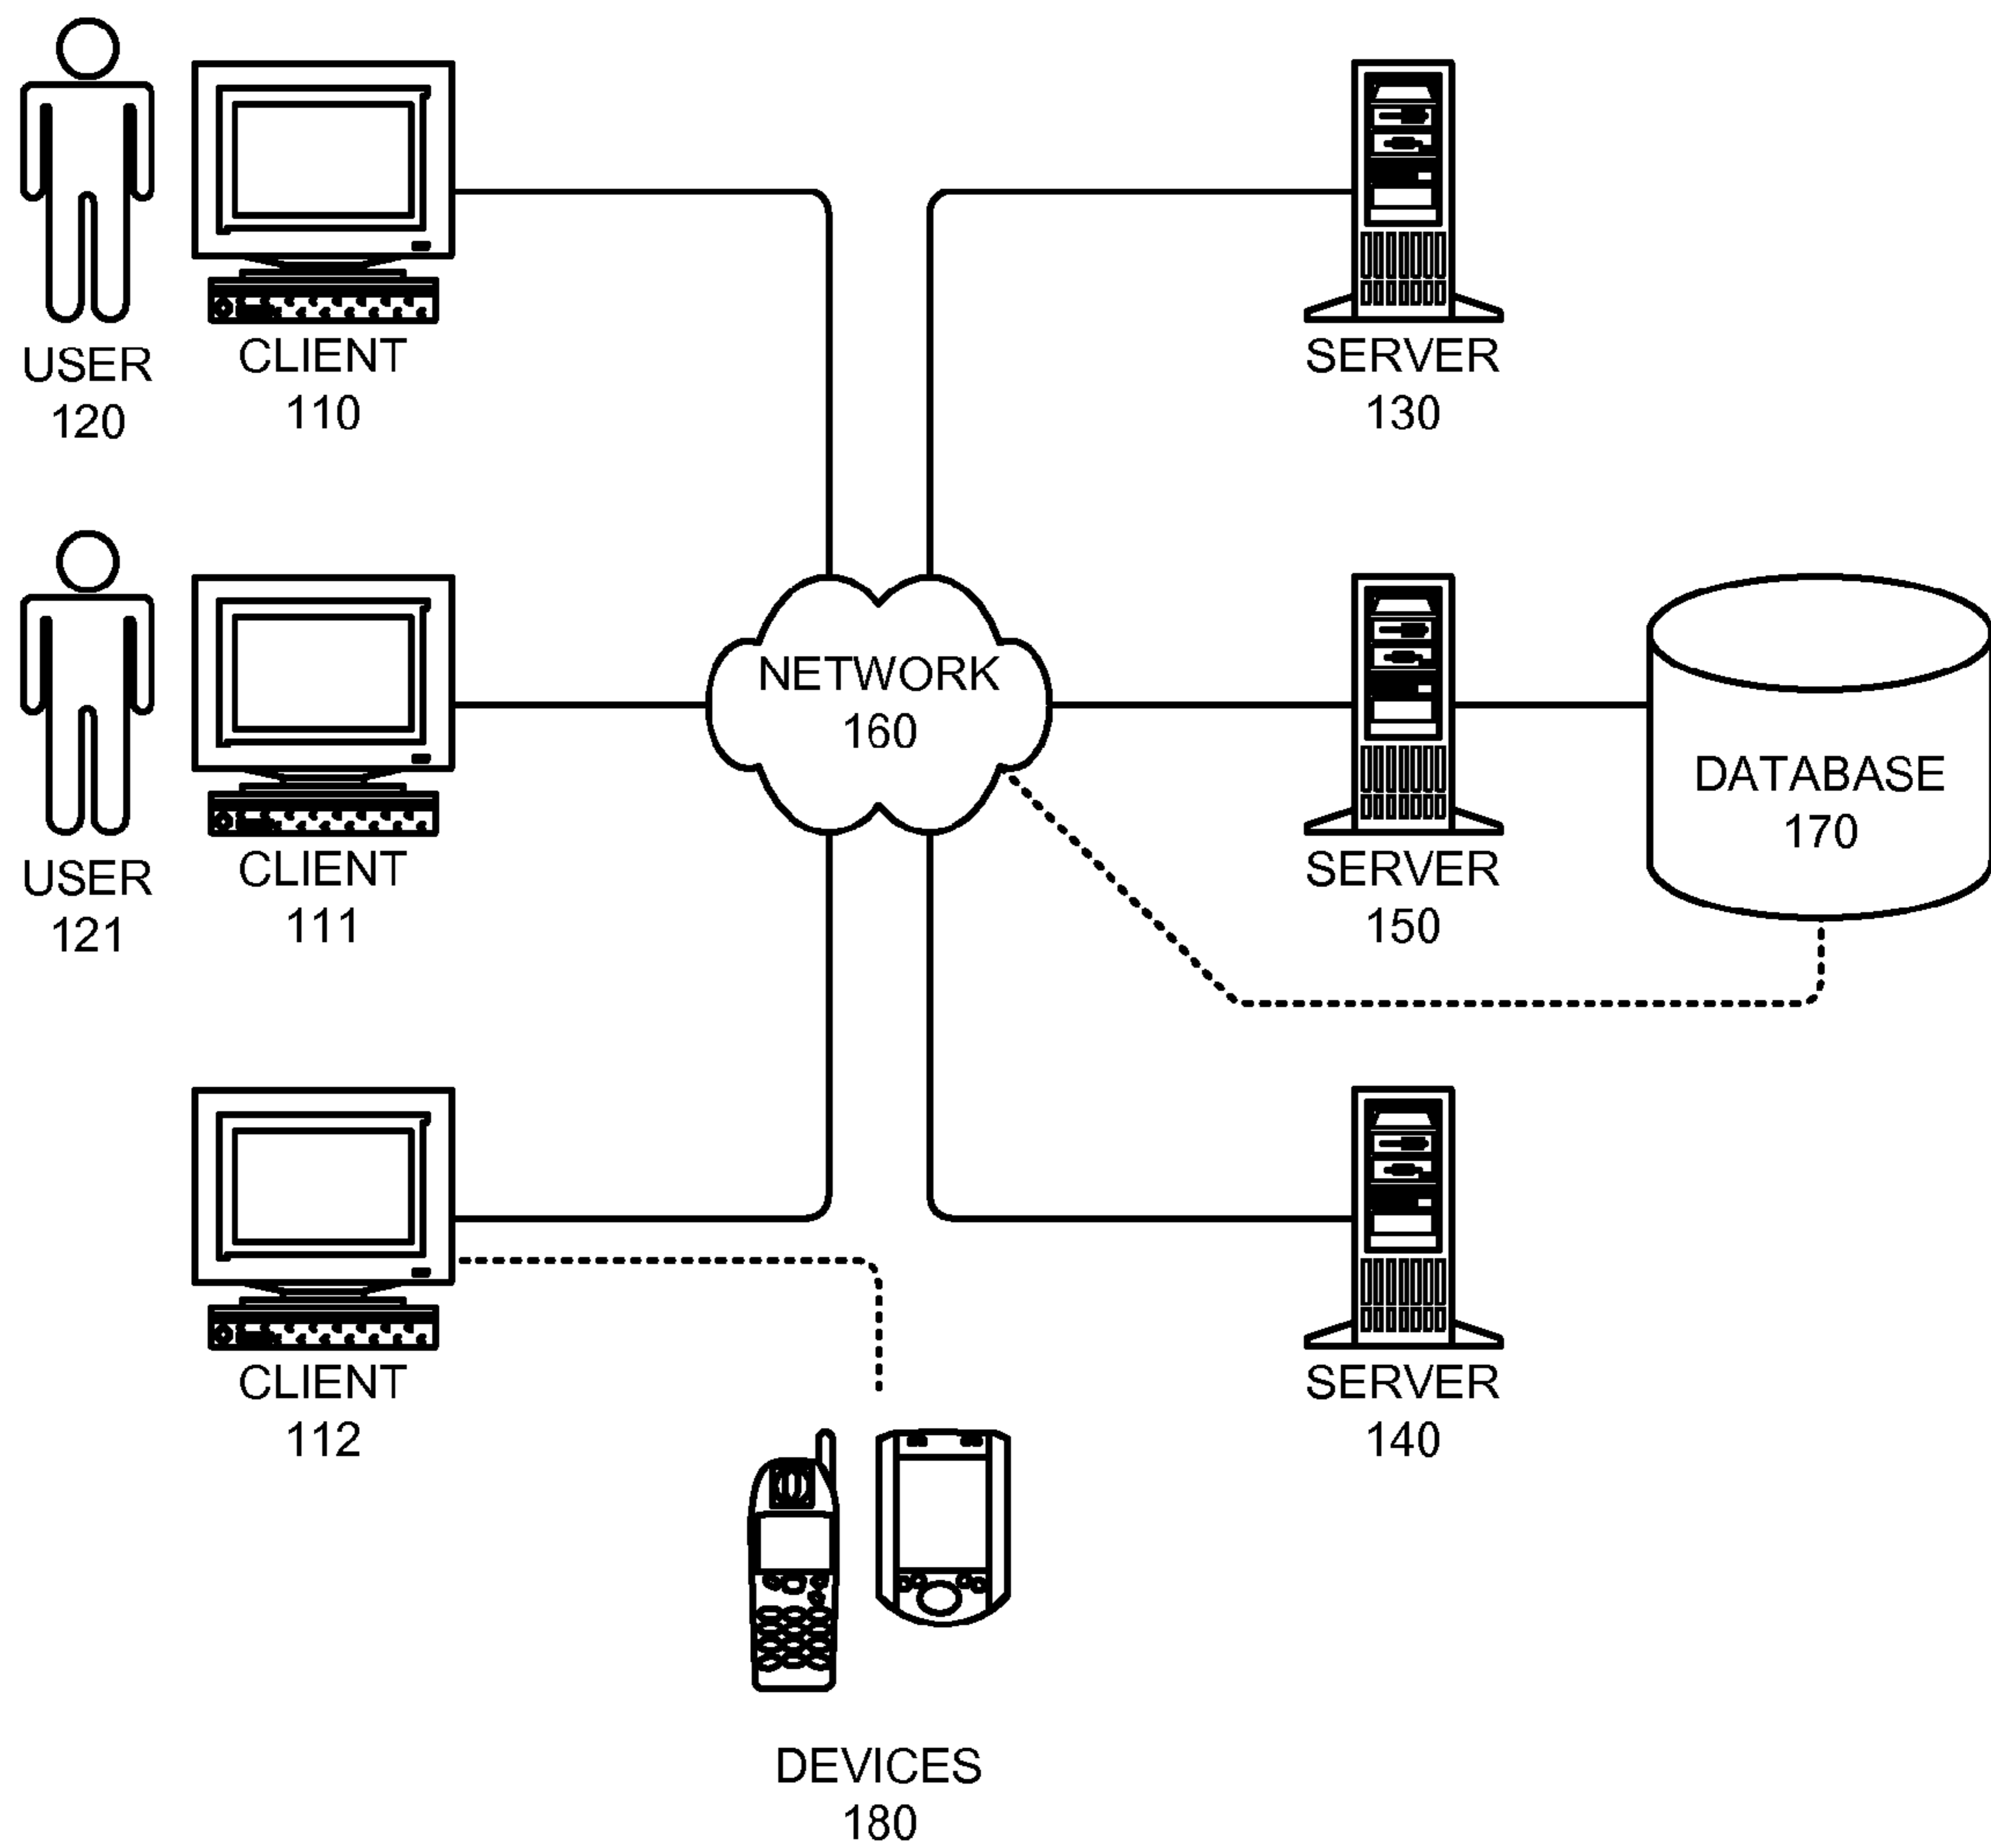 USER
120
CLIENT
110
SERVER
130
NETWORK
160
DATABASE
170
USER
121
CLIENT
111
SERVER
150
CLIENT
112
SERVER
140
DEVICES
180